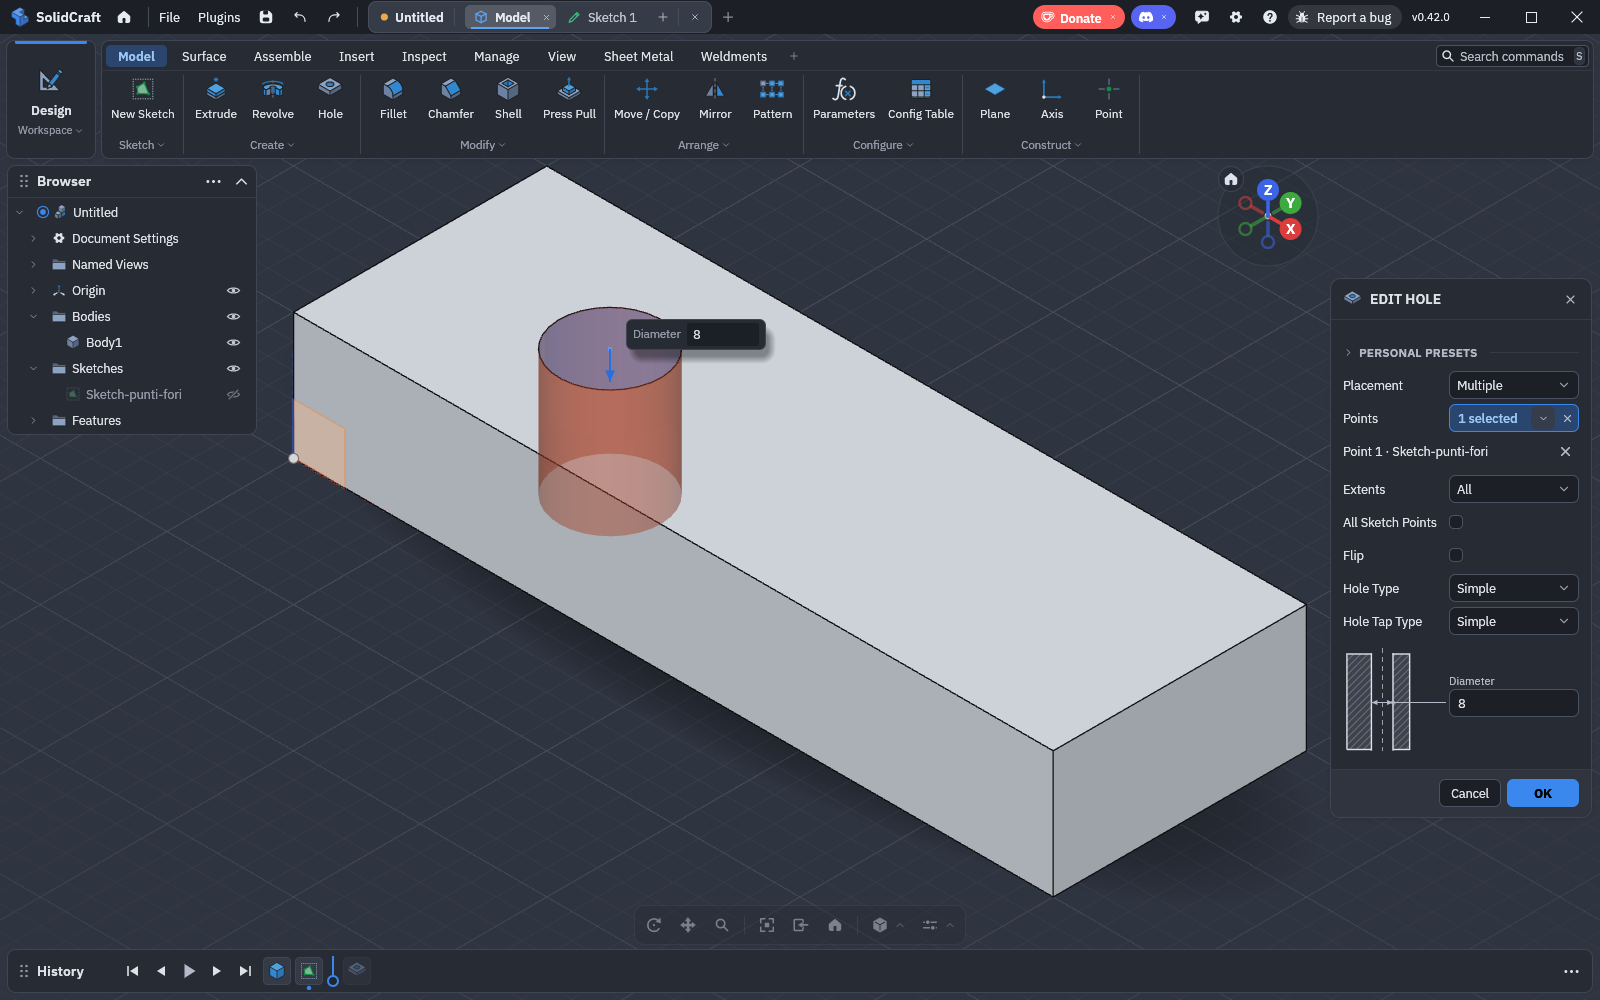 SolidCraft
File
Plugins
Untitled
Model
Sketch 1
Donate
Report a bug
v0.42.0
Design
Workspace
Model
Surface
Assemble
Insert
Inspect
Manage
View
Sheet Metal
Weldments
Search commands
S
New Sketch
Extrude
Revolve
Hole
Fillet
Chamfer
Shell
Press Pull
Move / Copy
Mirror
Pattern
Parameters
Config Table
Plane
Axis
Point
Sketch
Create
Modify
Arrange
Configure
Construct
Browser
Untitled
Document Settings
Named Views
Origin
Bodies
Body1
Sketches
Sketch-punti-fori
Features
Diameter 8
Z
Y
X
EDIT HOLE
PERSONAL PRESETS
Placement Multiple
Points 1 selected
Point 1 · Sketch-punti-fori
Extents All
All Sketch Points
Flip
Hole Type Simple
Hole Tap Type Simple
Diameter
8
Cancel
OK
History